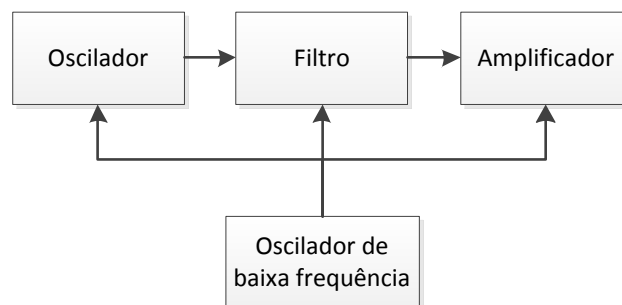 Oscilador
Filtro
Amplificador
Oscilador de
baixa frequência